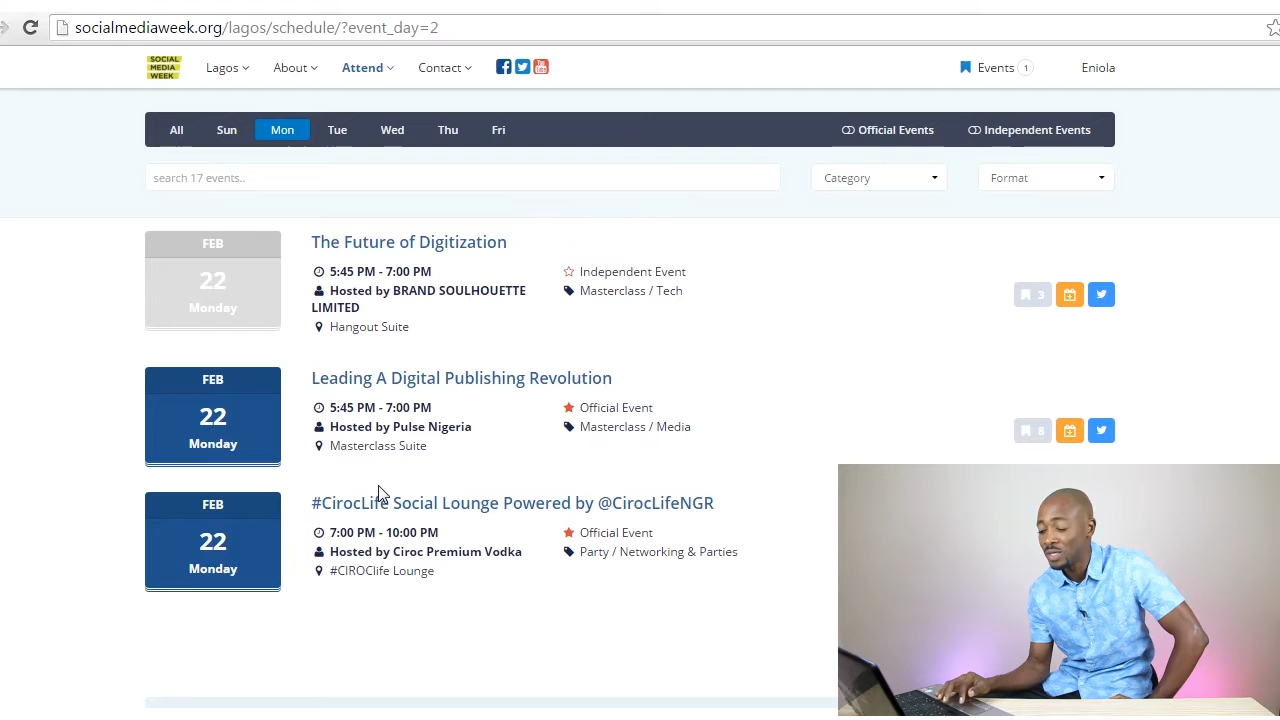 socialmediaweek.org/lagos/schedule/?event_day=2
SOCIAL
MEDIA
WEEK
Lagos About Attend Contact You Tube Events 1 Eniola
All Sun Mon Tue Wed Thu Fri Official Events Independent Events
search 17 events.. Category Format
FEB
22
Monday
The Future of Digitization
5:45 PM - 7:00 PM
Hosted by BRAND SOULHOUETTE
LIMITED
Hangout Suite
Independent Event
Masterclass / Tech
3
FEB
22
Monday
Leading A Digital Publishing Revolution
5:45 PM - 7:00 PM
Hosted by Pulse Nigeria
Masterclass Suite
Official Event
Masterclass / Media
8
FEB
22
Monday
#CirocLife Social Lounge Powered by @CirocLifeNGR
7:00 PM - 10:00 PM
Hosted by Ciroc Premium Vodka
#CIROClife Lounge
Official Event
Party / Networking & Parties